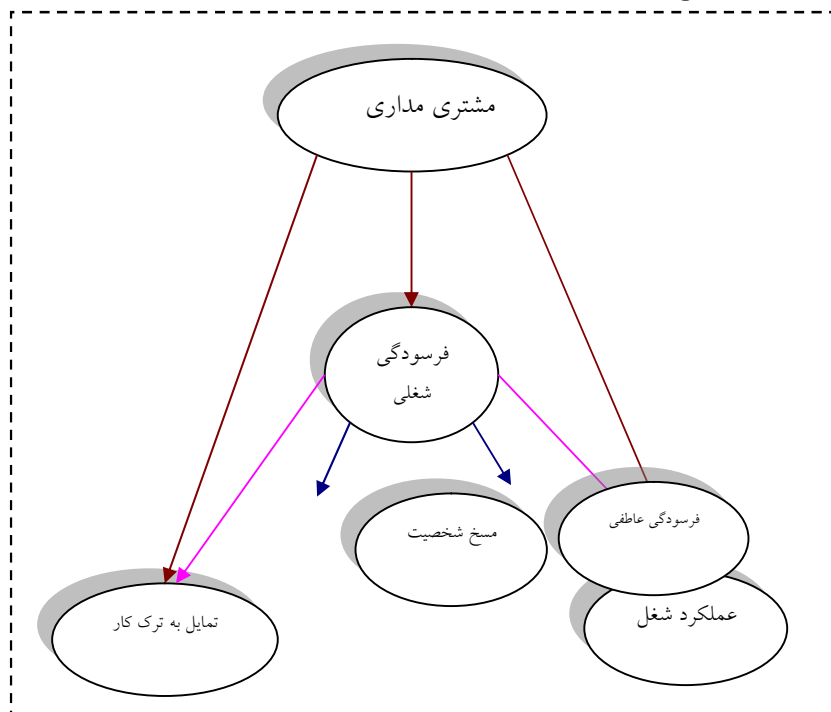 مشتری مداری
فرسودگی
شغلی
فرسودگی عاطفی
مسخ شخصیت
عملکرد شغل
تمایل به ترک کار